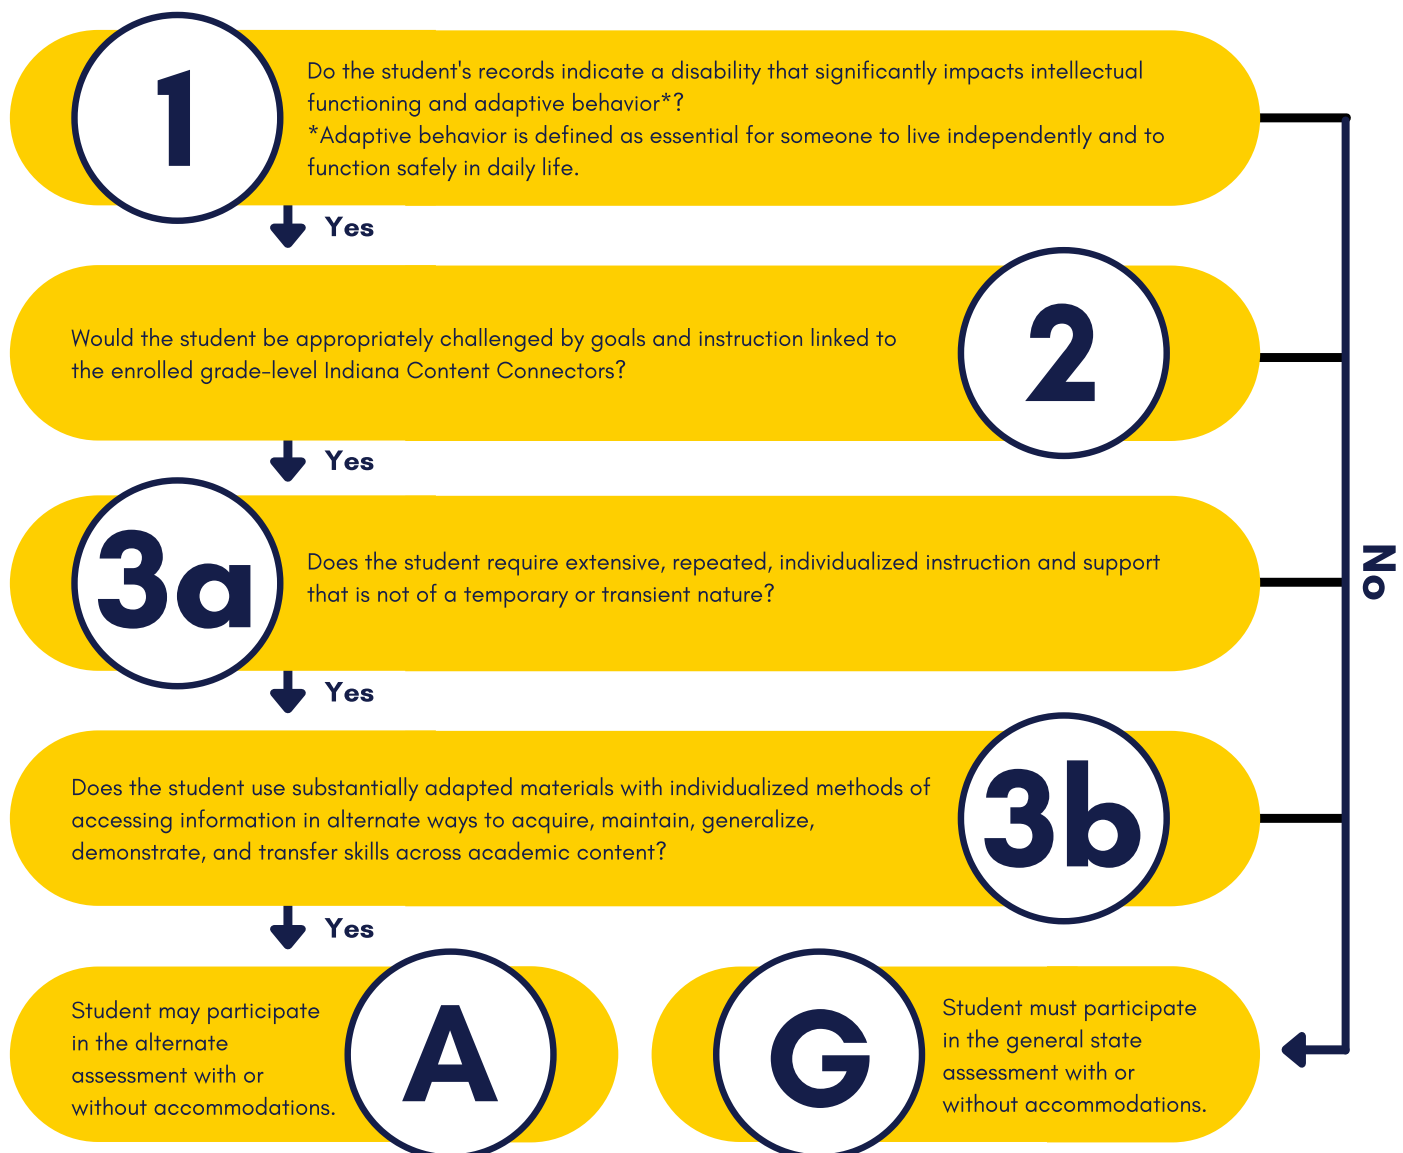 1
Do the student's records indicate a disability that significantly impacts intellectual
functioning and adaptive behavior*?
*Adaptive behavior is defined as essential for someone to live independently and to
function safely in daily life.
Yes
Would the student be appropriately challenged by goals and instruction linked to
the enrolled grade-level Indiana Content Connectors?
2
Yes
3a
Does the student require extensive, repeated, individualized instruction and support
that is not of a temporary or transient nature?
No
Yes
Does the student use substantially adapted materials with individualized methods of
accessing information in alternate ways to acquire, maintain, generalize,
demonstrate, and transfer skills across academic content?
3b
Yes
Student may participate
in the alternate
assessment with or
without accommodations.
A
G
Student must participate
in the general state
assessment with or
without accommodations.